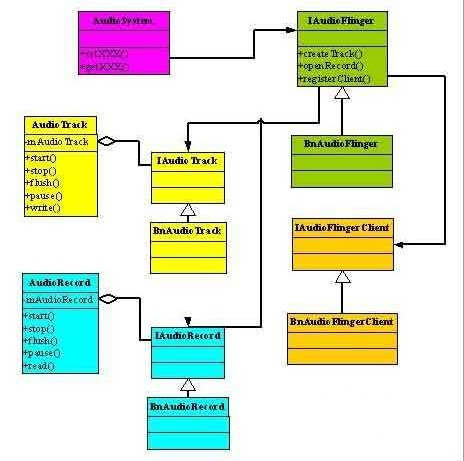 AudioSystem
+setXXX()
+getXXX()
IAudioFlinger
+createTrack()
+openRecord()
+registerClient()
AudioTrack
-mAudioTrack
+start()
+stop()
+flush()
+pause()
+write()
IAudioTrack
BnAudioFlinger
BnAudioTrack
IAudioFlingerClient
AudioRecord
-mAudioRecord
+start()
+stop()
+flush()
+pause()
+read()
IAudioRecord
BnAudioFlingerClient
BnAudioRecord